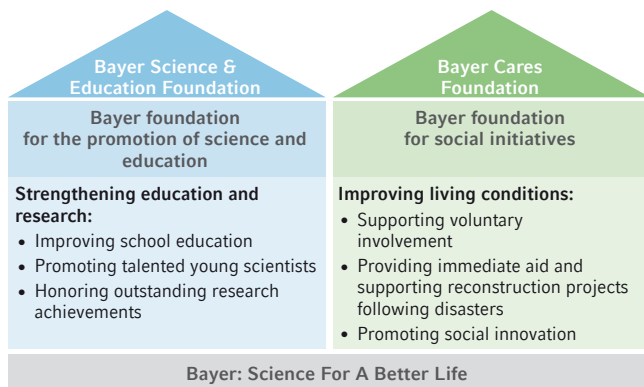 Bayer Science &
Education Foundation
Bayer foundation
for the promotion of science and
education
Strengthening education and
research:
• Improving school education
• Promoting talented young scientists
• Honoring outstanding research
achievements
Bayer Cares
Foundation
Bayer foundation
for social initiatives
Improving living conditions:
• Supporting voluntary
involvement
• Providing immediate aid and
supporting reconstruction projects
following disasters
• Promoting social innovation
Bayer: Science For A Better Life